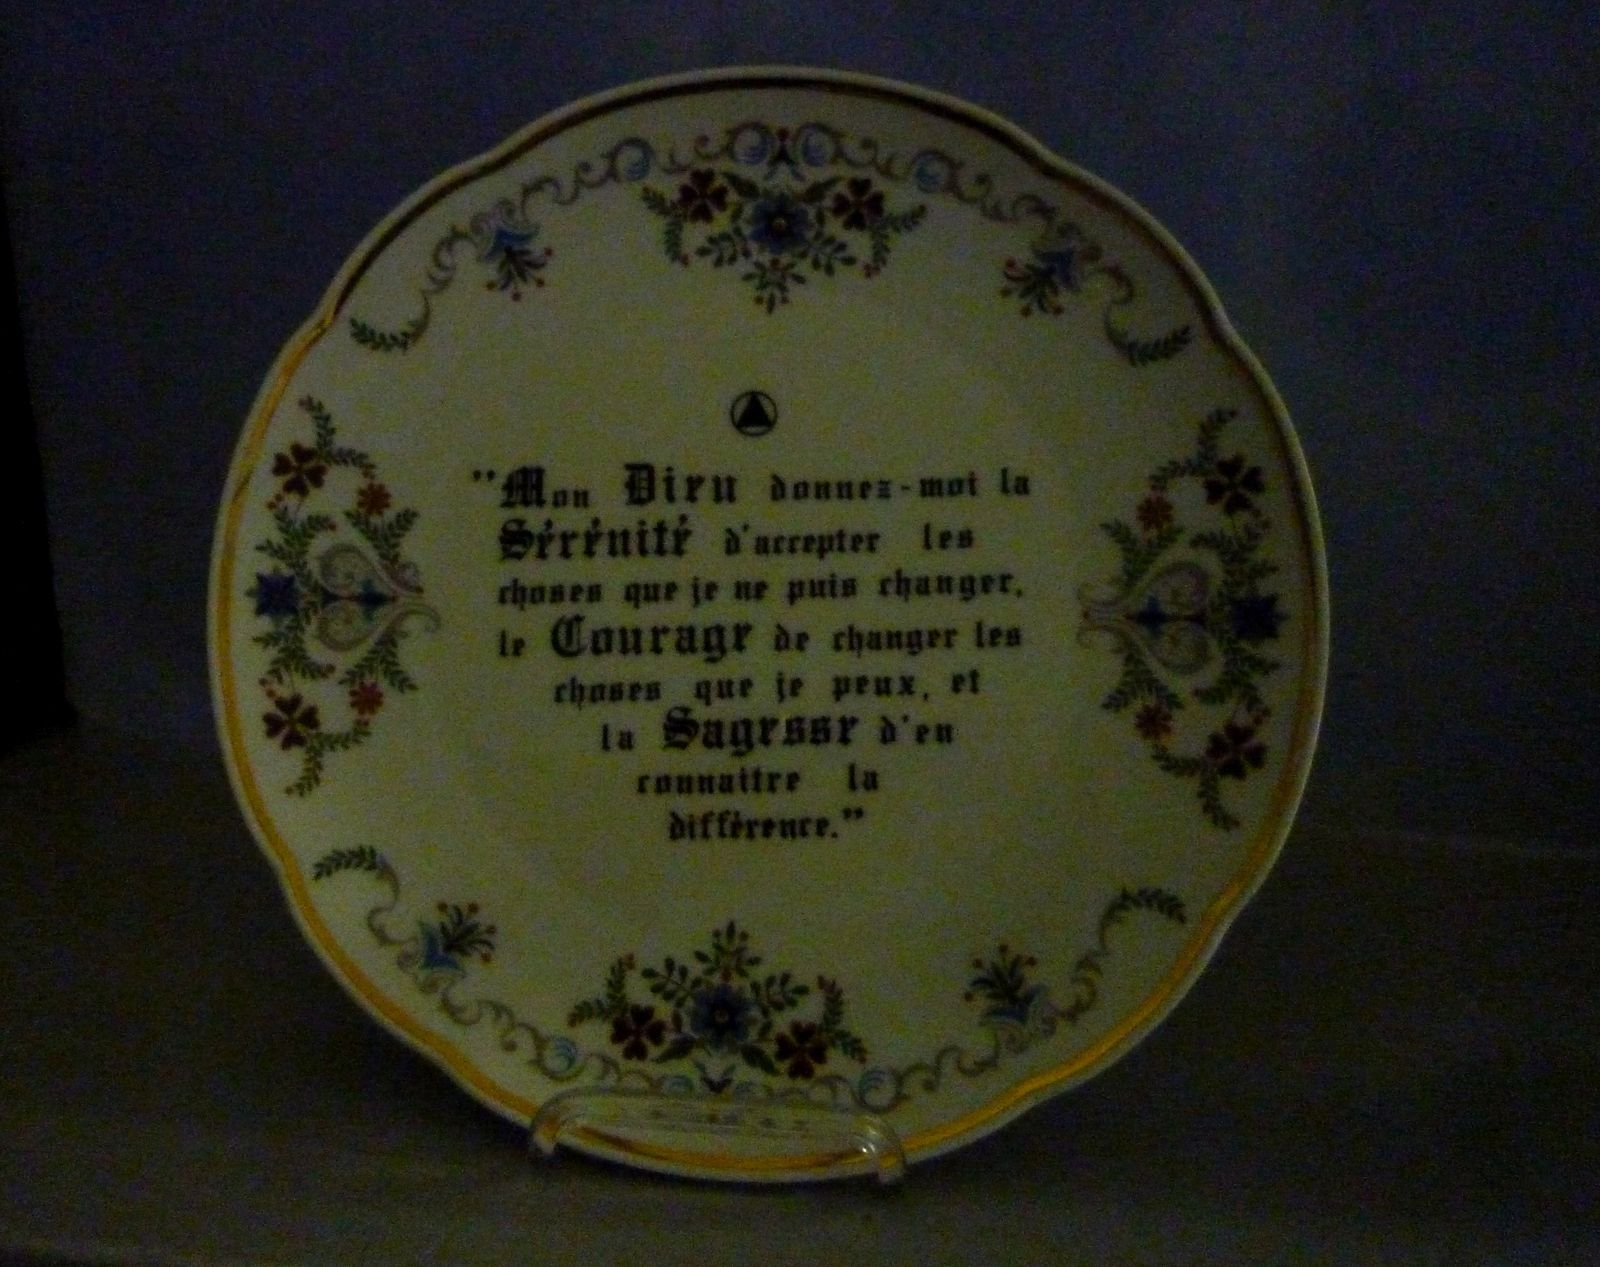 "Mon Dieu donnez-moi la
Sérénité d'accepter les
choses que je ne puis changer,
le Courage de changer les
choses que je peux, et
la Sagesse d'en
connaitre la
différence."